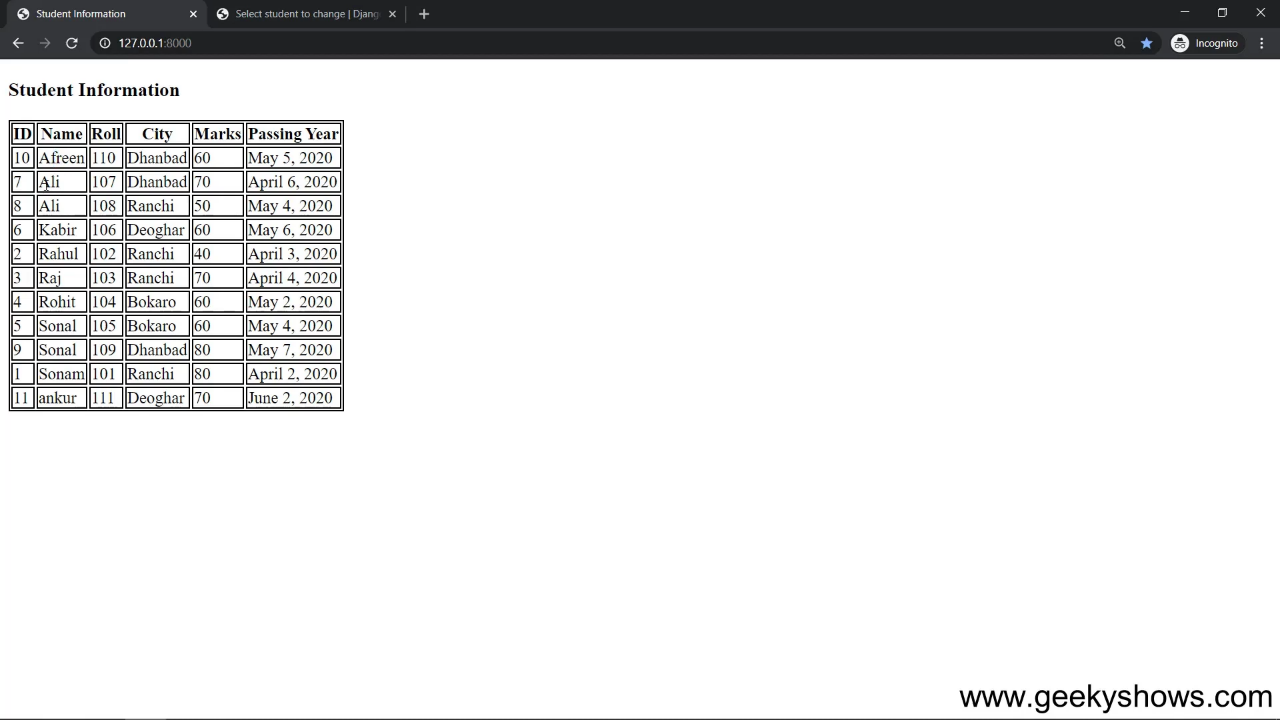 Student Information
Select student to change | Djang
127.0.0.1:8000
Incognito
Student Information
ID Name Roll City Marks Passing Year
10 Afreen 110 Dhanbad 60 May 5, 2020
7 Ali 107 Dhanbad 70 April 6, 2020
8 Ali 108 Ranchi 50 May 4, 2020
6 Kabir 106 Deoghar 60 May 6, 2020
2 Rahul 102 Ranchi 40 April 3, 2020
3 Raj 103 Ranchi 70 April 4, 2020
4 Rohit 104 Bokaro 60 May 2, 2020
5 Sonal 105 Bokaro 60 May 4, 2020
9 Sonal 109 Dhanbad 80 May 7, 2020
1 Sonam 101 Ranchi 80 April 2, 2020
11 ankur 111 Deoghar 70 June 2, 2020
www.geekyshows.com